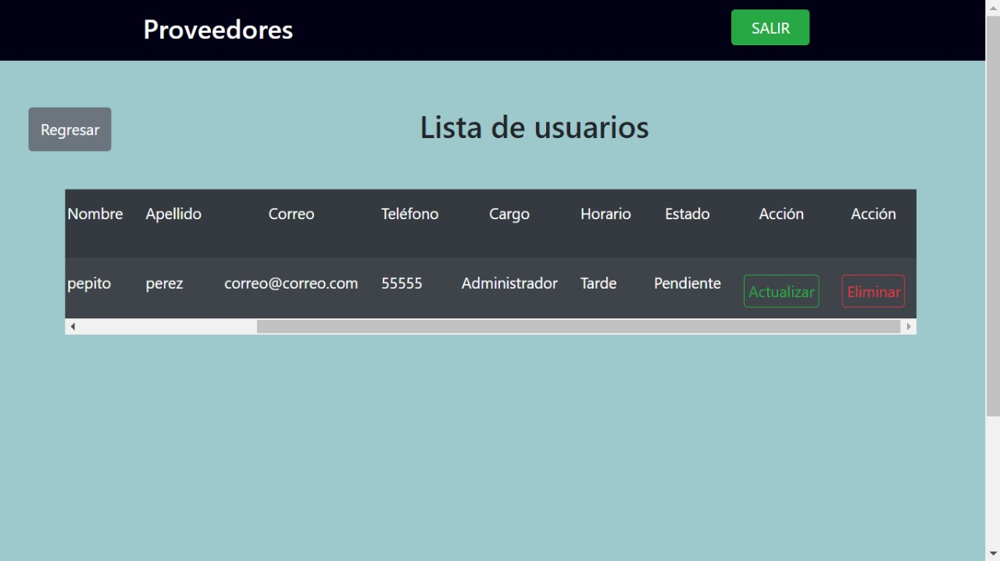 Proveedores SALIR
Regresar Lista de usuarios
Nombre Apellido Correo Teléfono Cargo Horario Estado Acción Acción
pepito perez correo@correo.com 55555 Administrador Tarde Pendiente Actualizar Eliminar